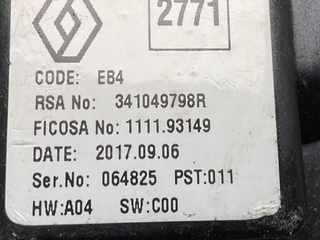 2771
CODE: EB4
RSA No: 341049798R
FICOSA No: 1111.93149
DATE: 2017.09.06
Ser.No: 064825 PST:011
HW:A04 SW:C00